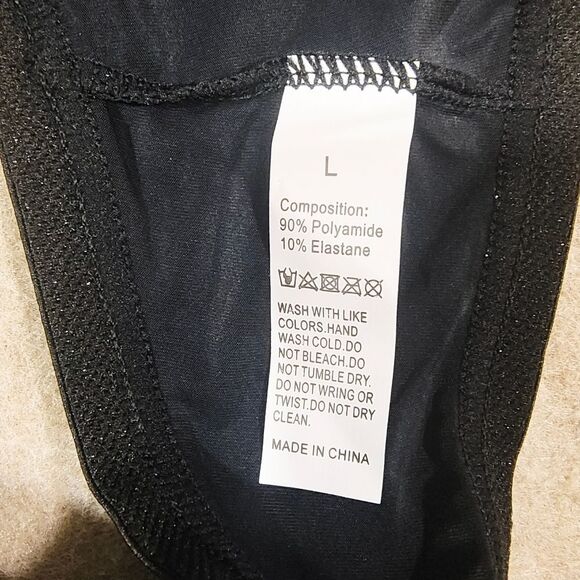 L
Composition:
90% Polyamide
10% Elastane
WASH WITH LIKE
COLORS.HAND
WASH COLD.DO
NOT BLEACH.DO
NOT TUMBLE DRY.
DO NOT WRING OR
TWIST.DO NOT DRY
CLEAN.
MADE IN CHINA